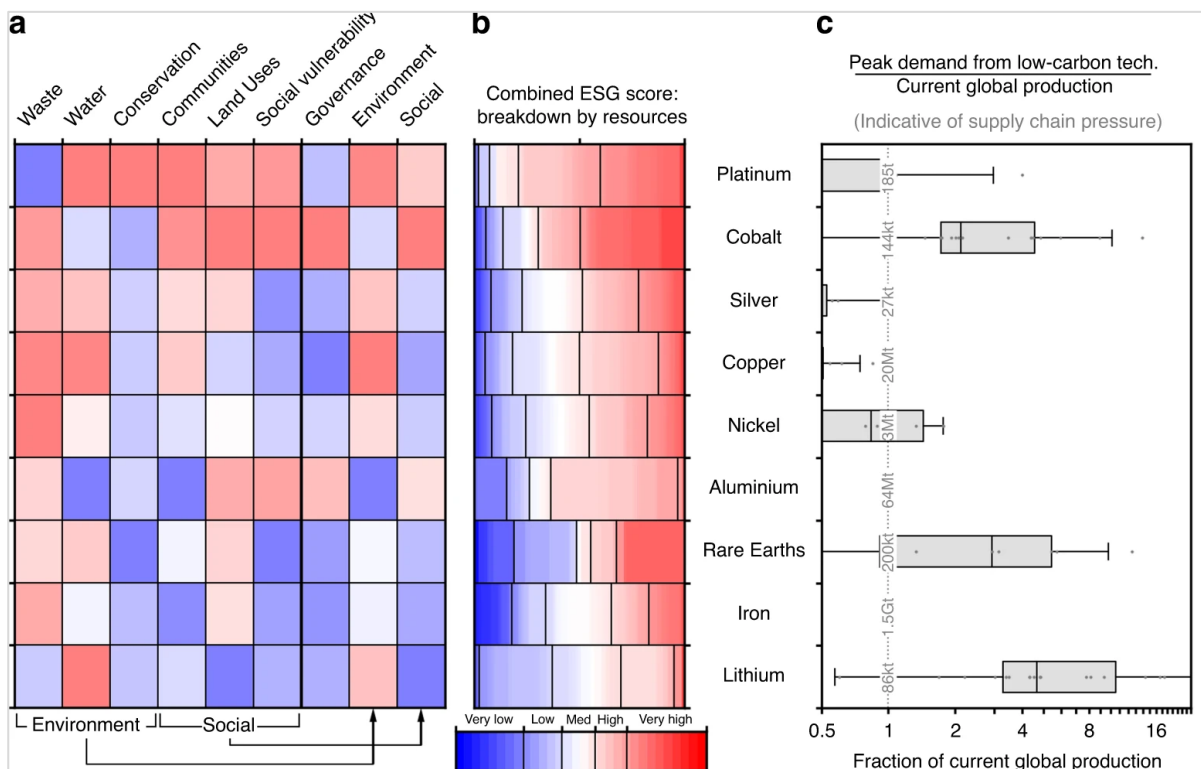 a
b
c
Waste
Water
Conservation
Communities
Land Uses
Social vulnerability
Governance
Environment
Social
Combined ESG score:
breakdown by resources
Peak demand from low-carbon tech.
Current global production
(Indicative of supply chain pressure)
Platinum
185t
Cobalt
144kt
Silver
27kt
Copper
20Mt
Nickel
3Mt
Aluminium
64Mt
Rare Earths
200kt
Iron
1.5Gt
Lithium
86kt
Environment
Social
Very low
Low
Med
High
Very high
0.5
1
2
4
8
16
Fraction of current global production